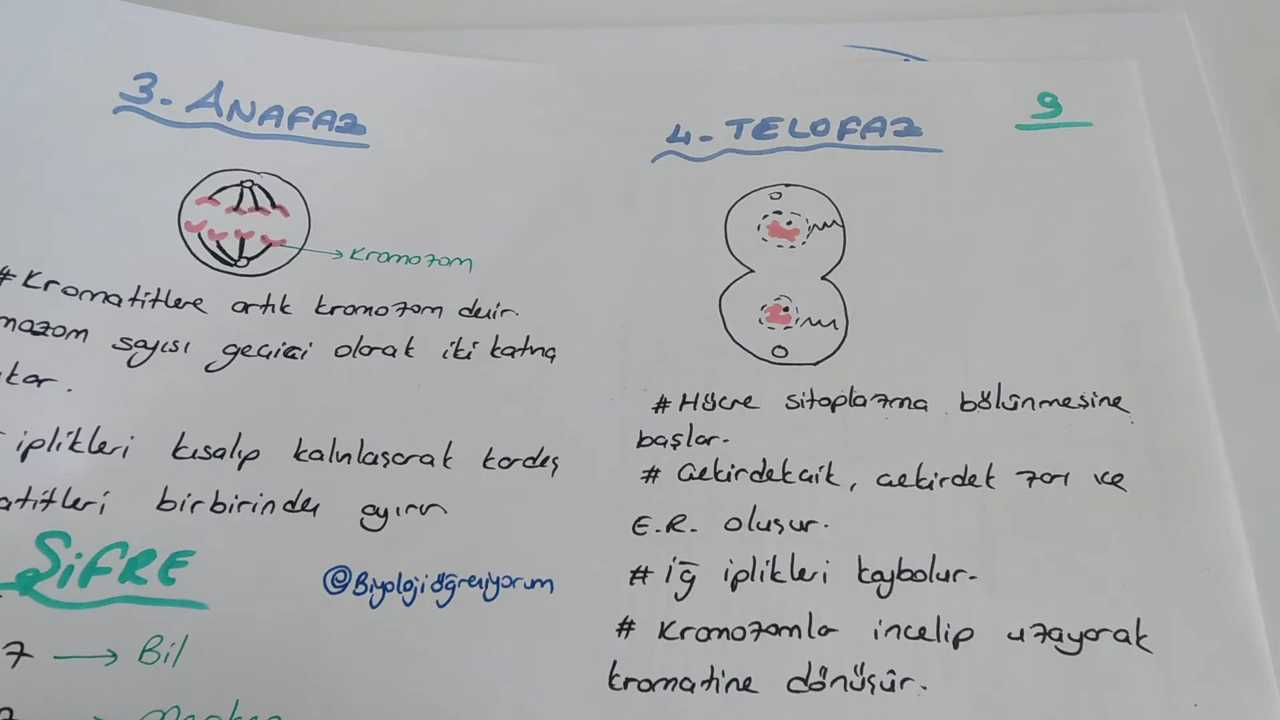 3. ANAFAZ
Kromozom
# Kromatitlere artık kromozom denir.
mozom sayısı geçici olarak iki katına
kar.
iplikleri kısalıp kalınlaşarak kardeş
atitleri birbirinden ayırır
ŞİFRE
@Biyolojiöğreniyorum
7 → Bil
9
4. TELOFAZ
# Hücre sitoplazma bölünmesine
başlar.
# Çekirdekçik, çekirdek zarı ve
E.R. oluşur.
# İğ iplikleri kaybolur.
# Kromozomlar incelip uzayarak
kromatine dönüşür.